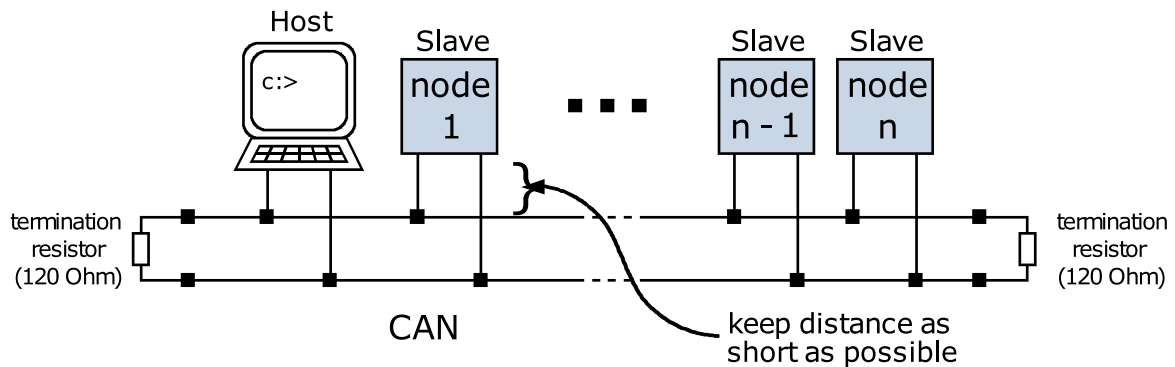 Host
c:>
Slave
node
1
Slave
node
n - 1
Slave
node
n
termination
resistor
(120 Ohm)
termination
resistor
(120 Ohm)
CAN
keep distance as
short as possible